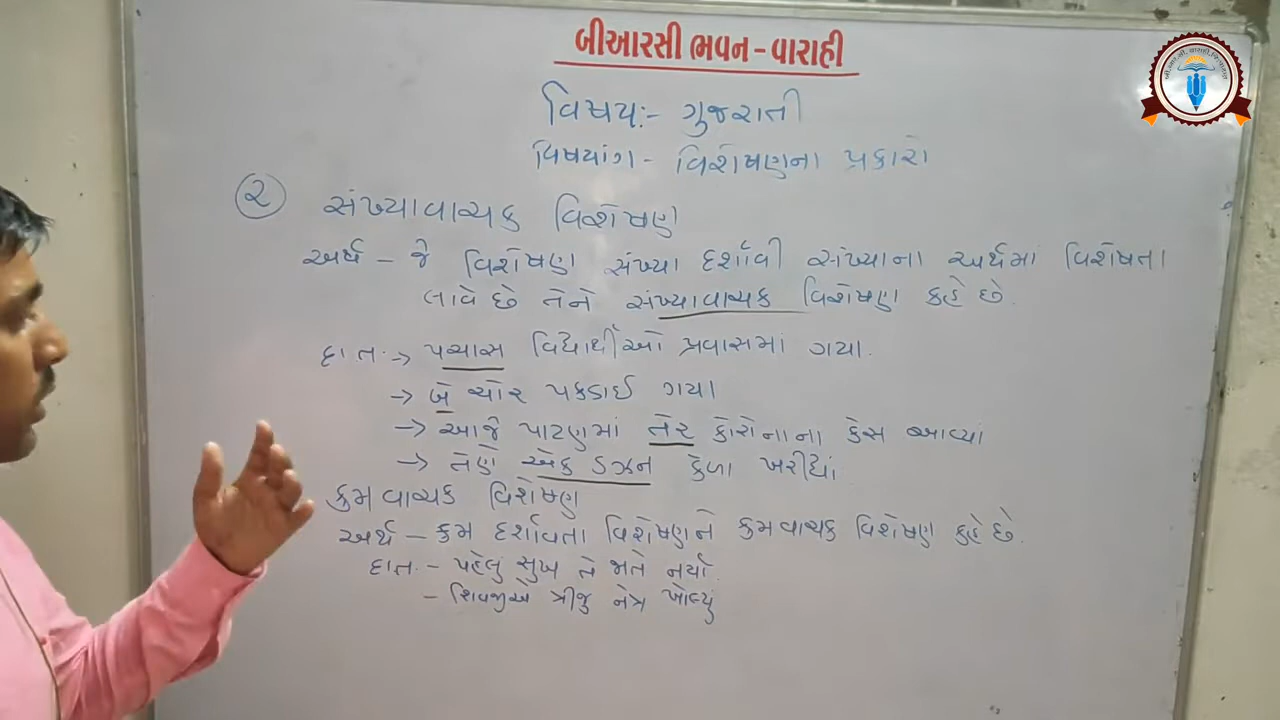 બીઆરસી ભવન - વારાહી
વિષય:- ગુજરાતી
વિષયાંગ - વિશેષણના પ્રકારો
૨ સંખ્યાવાચક વિશેષણ
અર્થ - જે વિશેષણ સંખ્યા દર્શાવી સંખ્યાના અર્થમાં વિશેષતા
લાવે છે તેને સંખ્યાવાચક વિશેષણ કહે છે.
દા.ત. → પચાસ વિદ્યાર્થીઓ પ્રવાસમાં ગયા.
→ બે ચોર પકડાઈ ગયા
→ આજે પાટણમાં તેર કોરોનાના કેસ આવ્યાં
→ તેણે એક ડઝન કેળા ખરીદ્યાં
ક્રમવાચક વિશેષણ
અર્થ - ક્રમ દર્શાવતા વિશેષણને ક્રમવાચક વિશેષણ કહે છે.
દા.ત. - પહેલુ સુખ તે જાતે નર્યા
- શિવજીએ ત્રીજુ નેત્ર ખોલ્યું